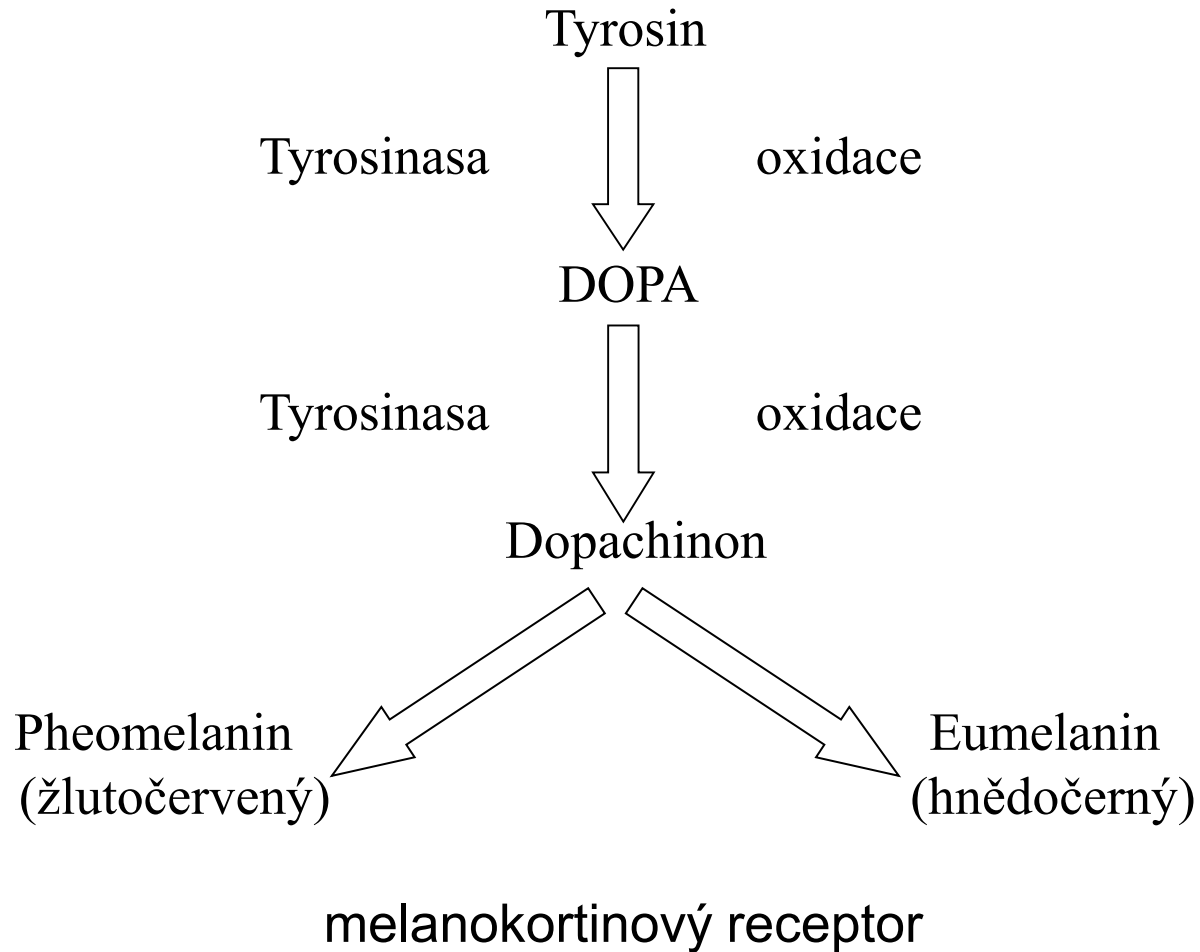 Tyrosin
Tyrosinasa oxidace
DOPA
Tyrosinasa oxidace
Dopachinon
Pheomelanin Eumelanin
(žlutočervený) (hnědočerný)
melanokortinový receptor